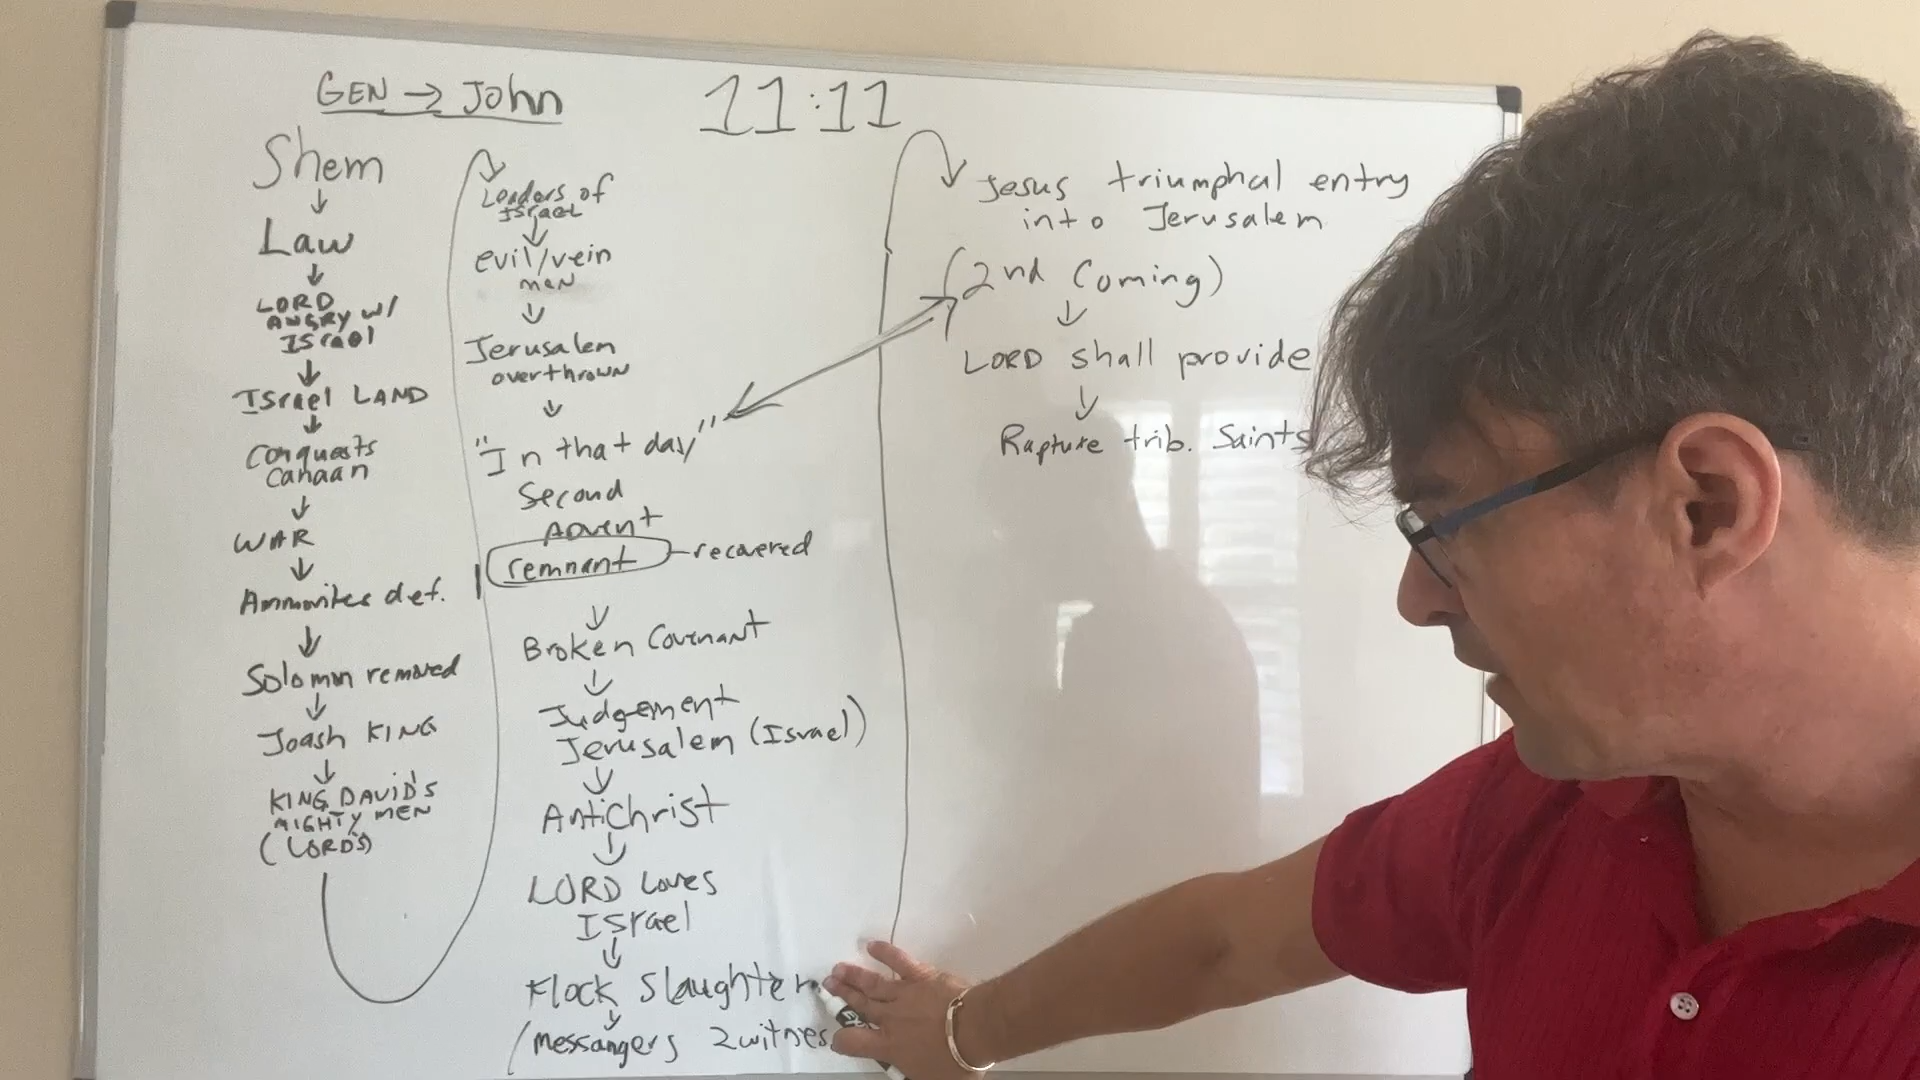 GEN → John
11:11
Shem
↓
Law
↓
LORD
ANGRY w/
Israel
↓
Israel LAND
↓
Conquests
Canaan
↓
WAR
↓
Ammonites def.
↓
Solomon removed
↓
Joash KING
↓
KING DAVID'S
MIGHTY MEN
(LORD'S)
Leaders of
Israel
↓
evil/vein
men
↓
Jerusalem
overthrown
↓
"In that day"
Second
Advent
remnant - recovered
↓
Broken Covenant
↓
Judgement
Jerusalem (Israel)
↓
AntiChrist
↓
LORD Loves
Israel
↓
Flock Slaughter
↓
(messangers 2 witnes
Jesus triumphal entry
into Jerusalem
(2nd Coming)
↓
LORD shall provide
↓
Rapture trib. Saints